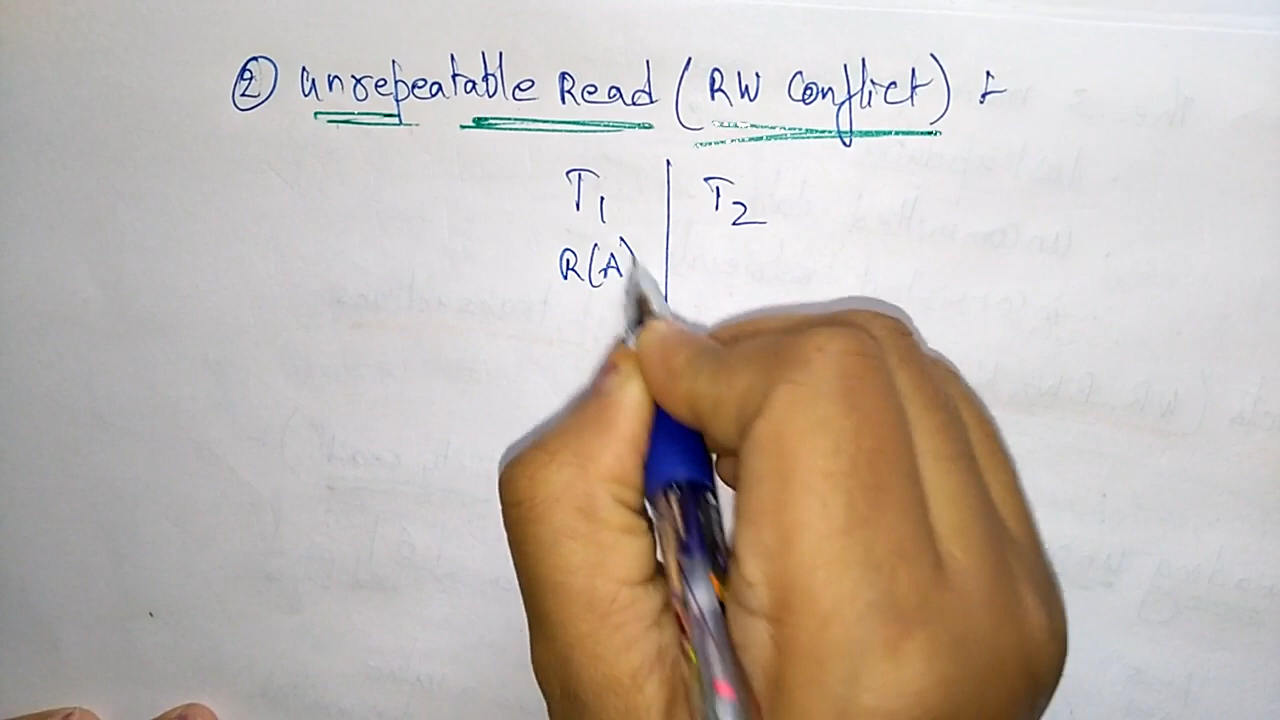 ② unrepeatable Read (RW Conflict) :-
T1 | T2
R(A)